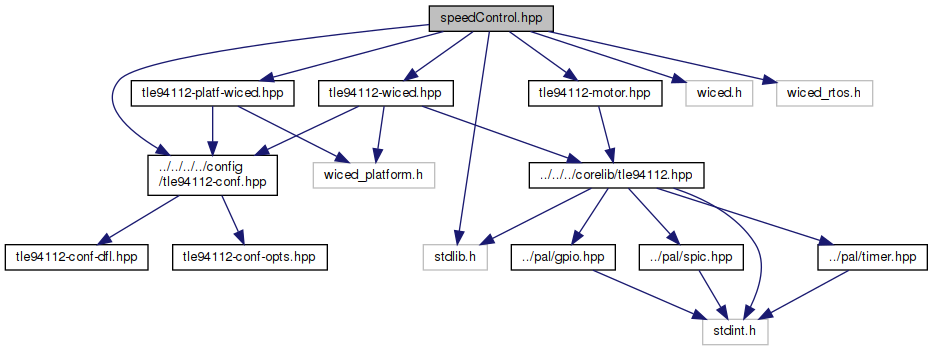 speedControl.hpp
tle94112-platf-wiced.hpp
tle94112-wiced.hpp
tle94112-motor.hpp
wiced.h
wiced_rtos.h
../../../../config
/tle94112-conf.hpp
wiced_platform.h
../../../corelib/tle94112.hpp
tle94112-conf-dfl.hpp
tle94112-conf-opts.hpp
stdlib.h
../pal/gpio.hpp
../pal/spic.hpp
../pal/timer.hpp
stdint.h